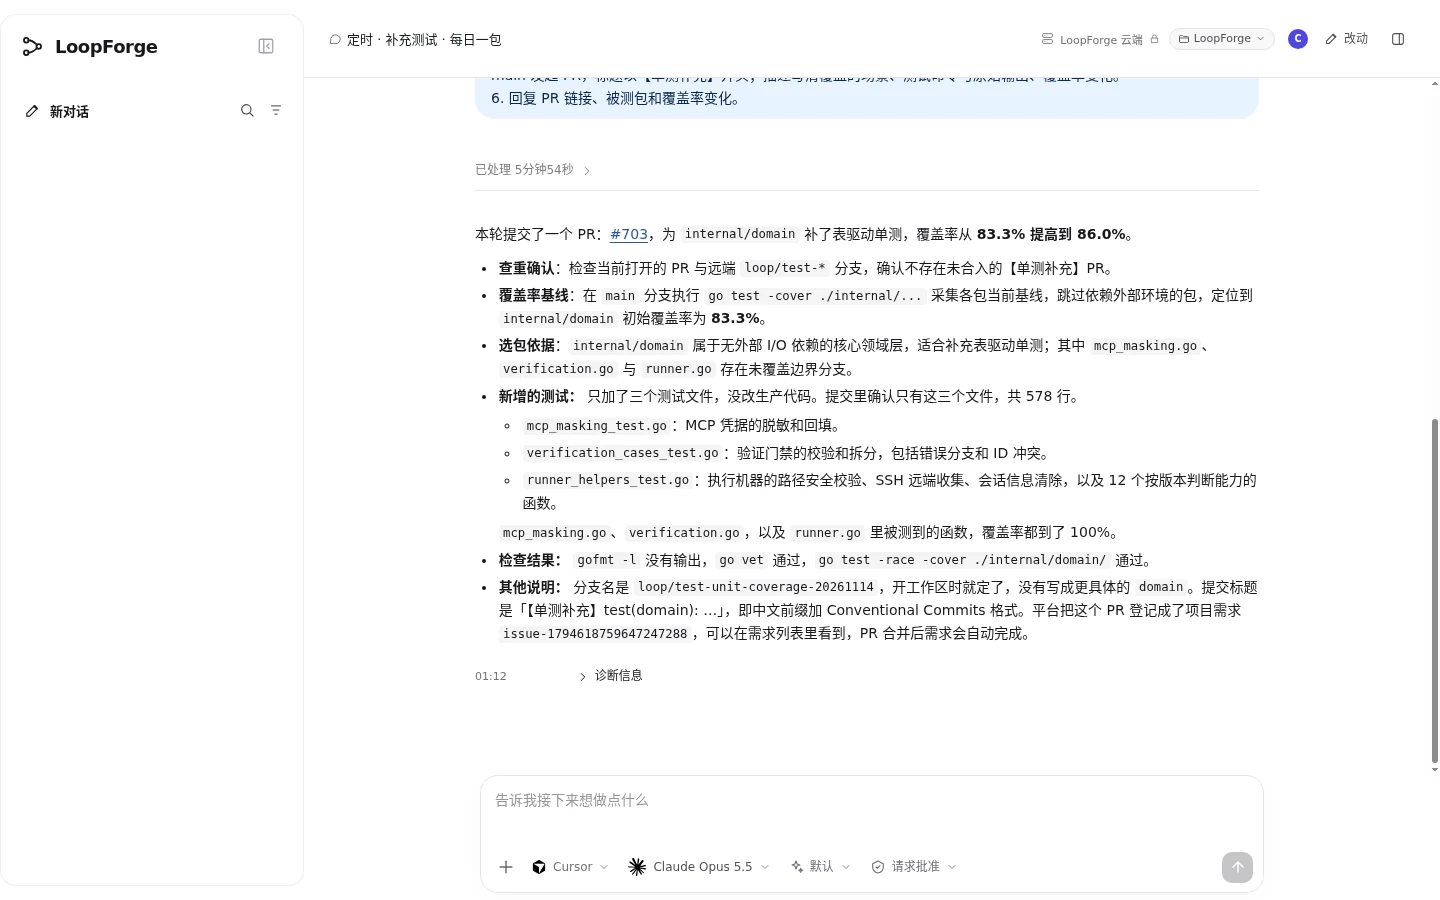 LoopForge
新对话
定时 · 补充测试 · 每日一包
LoopForge 云端
LoopForge
C
改动
6. 回复 PR 链接、被测包和覆盖率变化。
已处理 5分钟54秒
本轮提交了一个 PR：#703，为 internal/domain 补了表驱动单测，覆盖率从 83.3% 提高到 86.0%。
• 查重确认：检查当前打开的 PR 与远端 loop/test-* 分支，确认不存在未合入的【单测补充】PR。
• 覆盖率基线：在 main 分支执行 go test -cover ./internal/... 采集各包当前基线，跳过依赖外部环境的包，定位到
internal/domain 初始覆盖率为 83.3%。
• 选包依据：internal/domain 属于无外部 I/O 依赖的核心领域层，适合补充表驱动单测；其中 mcp_masking.go、
verification.go 与 runner.go 存在未覆盖边界分支。
• 新增的测试： 只加了三个测试文件，没改生产代码。提交里确认只有这三个文件，共 578 行。
◦ mcp_masking_test.go：MCP 凭据的脱敏和回填。
◦ verification_cases_test.go：验证门禁的校验和拆分，包括错误分支和 ID 冲突。
◦ runner_helpers_test.go：执行机器的路径安全校验、SSH 远端收集、会话信息清除，以及 12 个按版本判断能力的
函数。
mcp_masking.go、verification.go，以及 runner.go 里被测到的函数，覆盖率都到了 100%。
• 检查结果： gofmt -l 没有输出，go vet 通过，go test -race -cover ./internal/domain/ 通过。
• 其他说明： 分支名是 loop/test-unit-coverage-20261114，开工作区时就定了，没有写成更具体的 domain。提交标题
是「【单测补充】test(domain): …」，即中文前缀加 Conventional Commits 格式。平台把这个 PR 登记成了项目需求
issue-1794618759647247288，可以在需求列表里看到，PR 合并后需求会自动完成。
01:12
诊断信息
告诉我接下来想做点什么
Cursor
Claude Opus 5.5
默认
请求批准